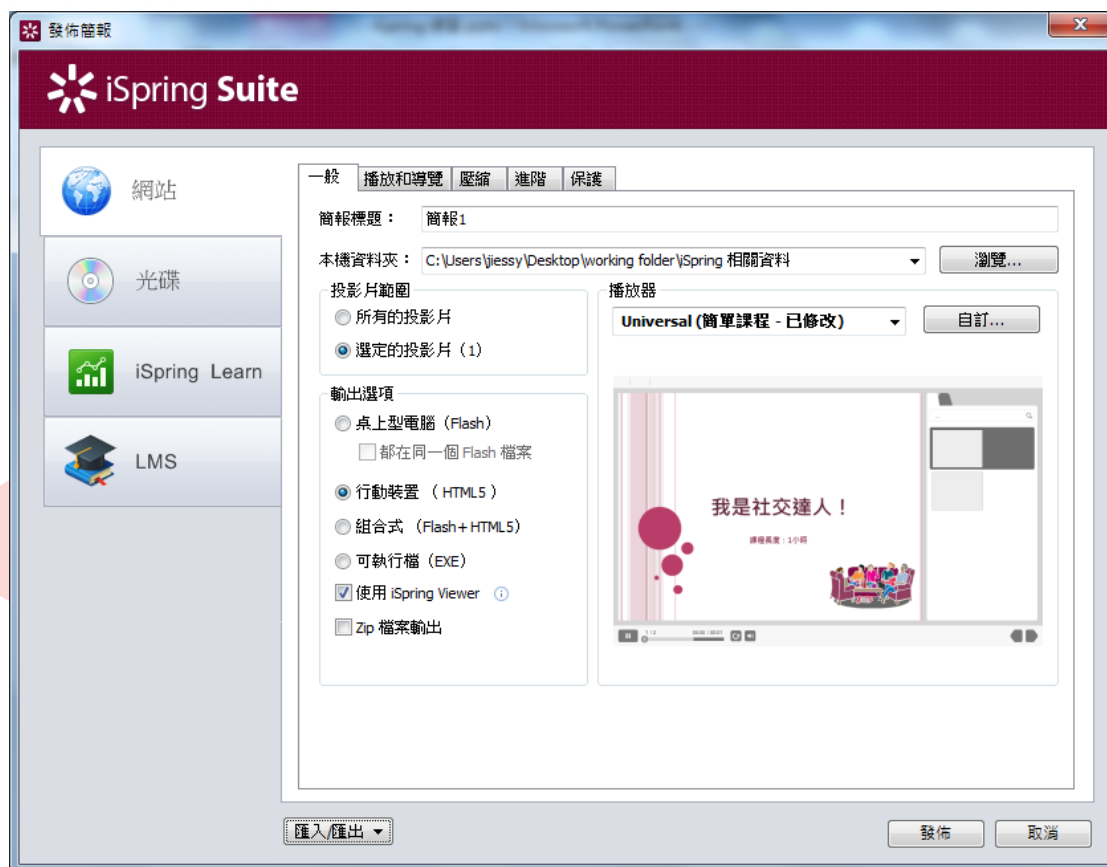 發佈簡報
iSpring Suite
網站
光碟
iSpring Learn
LMS
一般 播放和導覽 壓縮 進階 保護
簡報標題： 簡報1
本機資料夾： C:\Users\jiessy\Desktop\working folder\iSpring 相關資料 瀏覽...
投影片範圍
所有的投影片
選定的投影片（1）
輸出選項
桌上型電腦（Flash）
都在同一個 Flash 檔案
行動裝置 （ HTML5 ）
組合式 （Flash+HTML5）
可執行檔（EXE）
使用 iSpring Viewer
Zip 檔案輸出
播放器
Universal (簡單課程 - 已修改) 自訂...
我是社交達人！
課程長度：1小時
匯入/匯出 發佈 取消